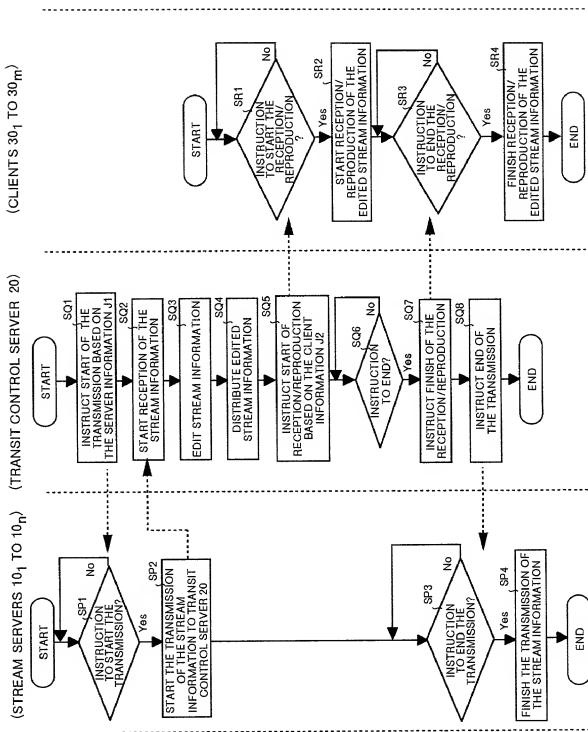 (STREAM SERVERS 10₁ TO 10ₙ)
START
SP1
INSTRUCTION
TO START THE
TRANSMISSION?
No
Yes
SP2
START THE TRANSMISSION
OF THE STREAM
INFORMATION TO TRANSIT
CONTROL SERVER 20
SP3
INSTRUCTION
TO END THE
TRANSMISSION?
No
Yes
SP4
FINISH THE TRANSMISSION OF
THE STREAM INFORMATION
END
(TRANSIT CONTROL SERVER 20)
START
SQ1
INSTRUCT START OF THE
TRANSMISSION BASED ON
THE SERVER INFORMATION J1
SQ2
START RECEPTION OF THE
STREAM INFORMATION
SQ3
EDIT STREAM INFORMATION
SQ4
DISTRIBUTE EDITED
STREAM INFORMATION
SQ5
INSTRUCT START OF
RECEPTION/REPRODUCTION
BASED ON THE CLIENT
INFORMATION J2
SQ6
INSTRUCTION
TO END?
No
Yes
SQ7
INSTRUCT FINISH OF THE
RECEPTION/REPRODUCTION
SQ8
INSTRUCT END OF
THE TRANSMISSION
END
(CLIENTS 30₁ TO 30ₘ)
START
SR1
INSTRUCTION
TO START THE
RECEPTION/
REPRODUCTION
?
No
Yes
SR2
START RECEPTION/
REPRODUCTION OF THE
EDITED STREAM INFORMATION
SR3
INSTRUCTION
TO END THE
RECEPTION/
REPRODUCTION
?
No
Yes
SR4
FINISH RECEPTION/
REPRODUCTION OF THE
EDITED STREAM INFORMATION
END